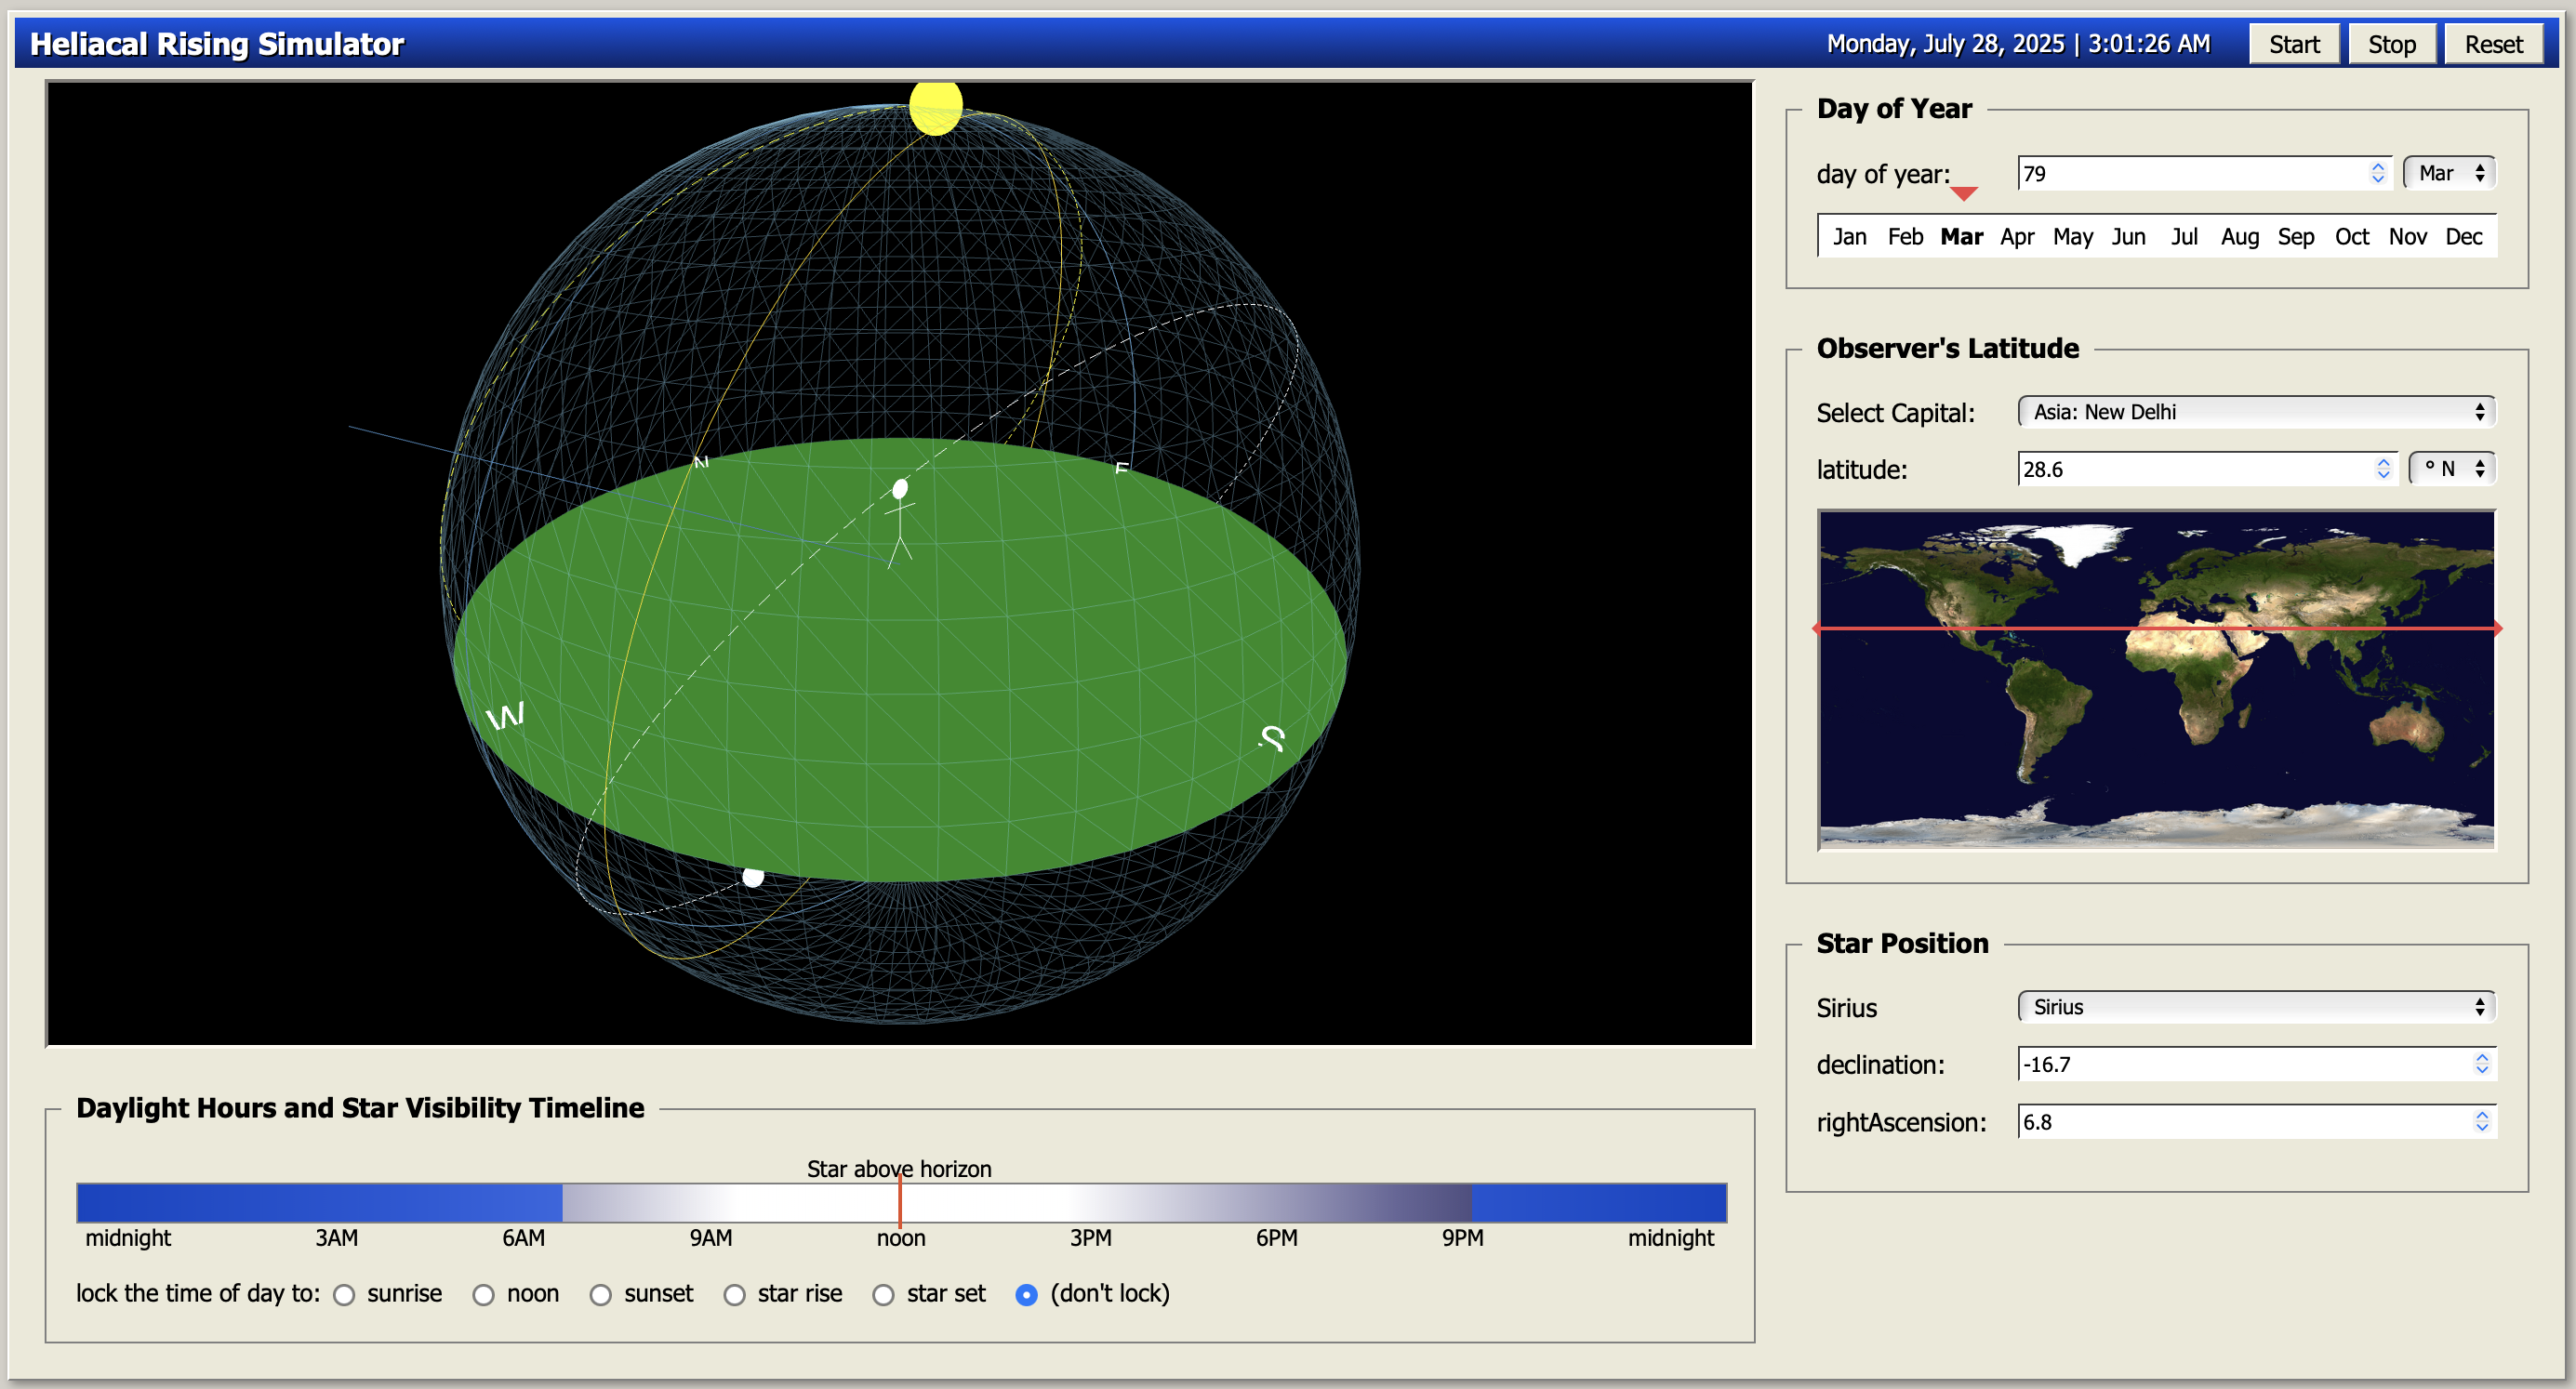 Heliacal Rising Simulator
Monday, July 28, 2025 | 3:01:26 AM
Start Stop Reset
N
E
W
S
Day of Year
day of year: 79 Mar
Jan Feb Mar Apr May Jun Jul Aug Sep Oct Nov Dec
Observer's Latitude
Select Capital: Asia: New Delhi
latitude: 28.6 ° N
Star Position
Sirius Sirius
declination: -16.7
rightAscension: 6.8
Daylight Hours and Star Visibility Timeline
Star above horizon
midnight 3AM 6AM 9AM noon 3PM 6PM 9PM midnight
lock the time of day to: sunrise noon sunset star rise star set (don't lock)